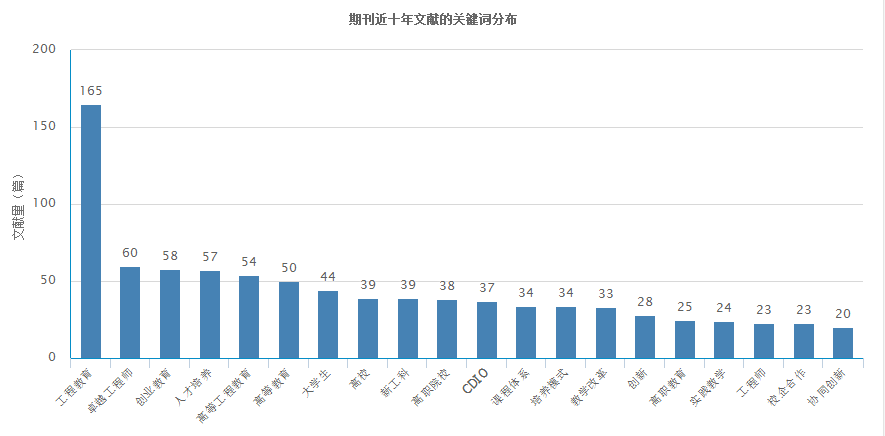 期刊近十年文献的关键词分布
文献量（篇）
200
150
100
50
0
165
60
58
57
54
50
44
39
39
38
37
34
34
33
28
25
24
23
23
20
工程教育
卓越工程师
创业教育
人才培养
高等工程教育
高等教育
大学生
高校
新工科
高职院校
CDIO
课程体系
培养模式
教学改革
创新
高职教育
实践教学
工程师
校企合作
协同创新